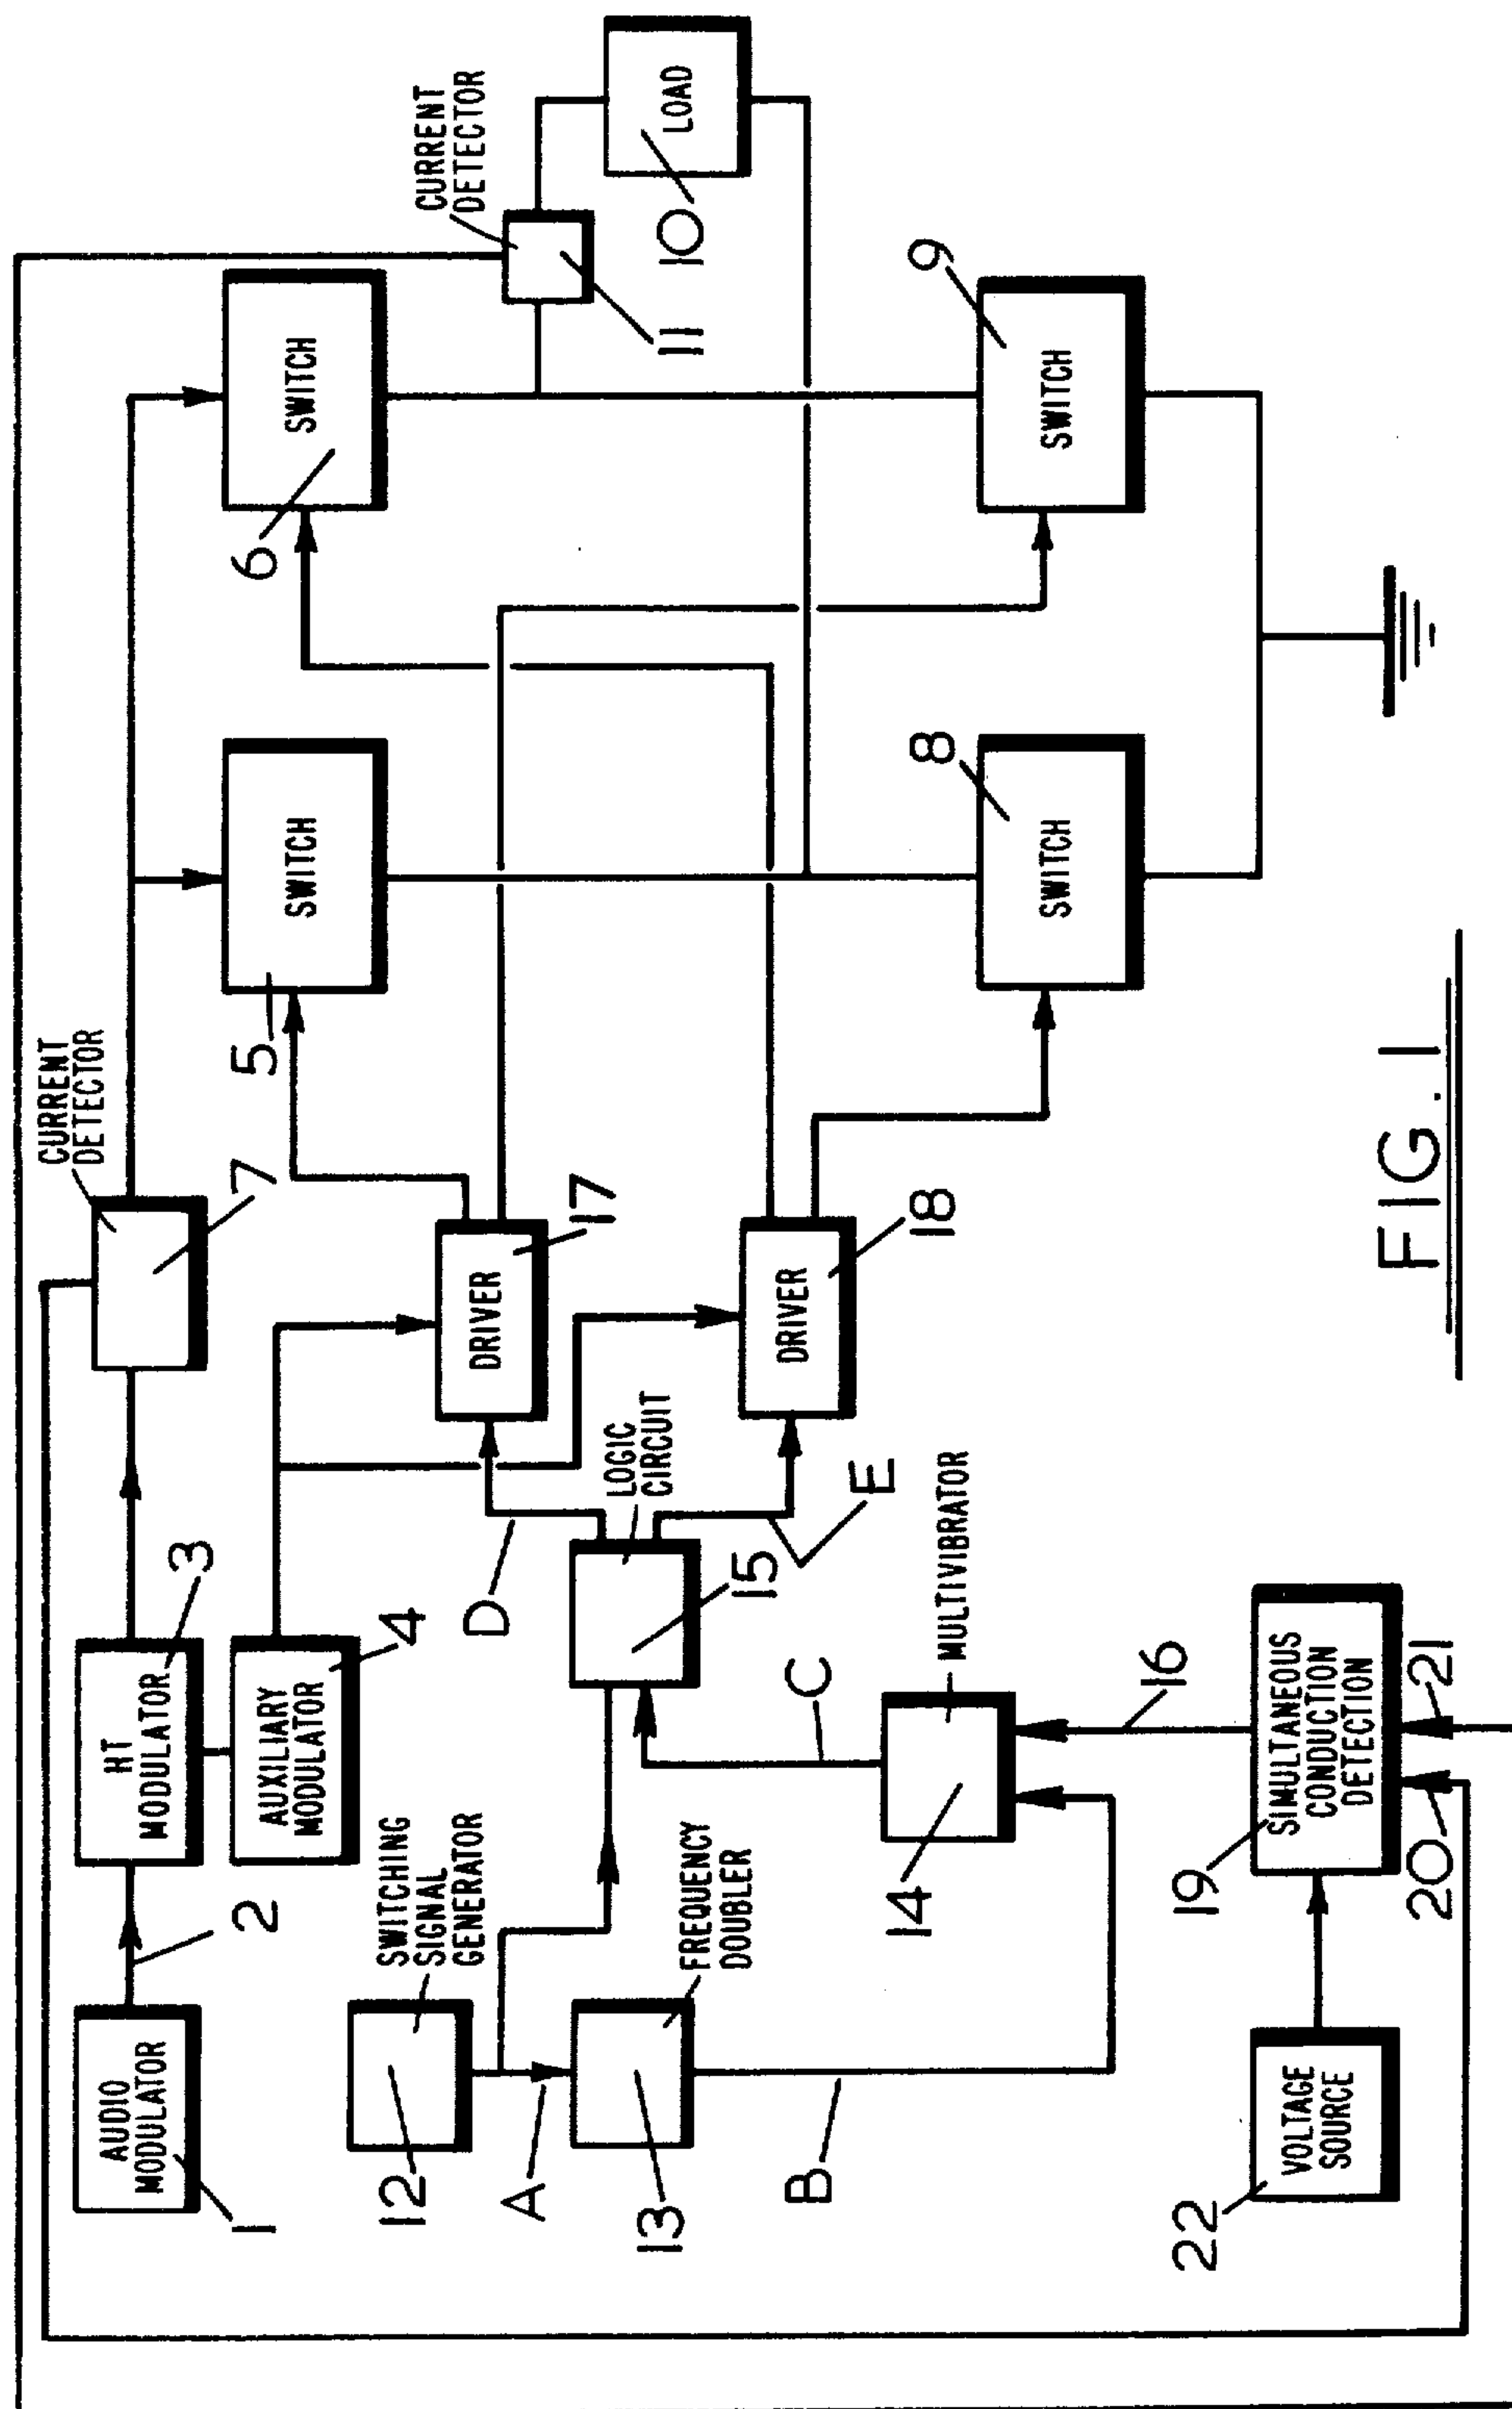 AUDIO
MODULATOR
1
2
HT
MODULATOR
3
AUXILIARY
MODULATOR
4
CURRENT
DETECTOR
7
SWITCH
5
SWITCH
6
CURRENT
DETECTOR
11
LOAD
10
SWITCHING
SIGNAL
GENERATOR
12
A
FREQUENCY
DOUBLER
13
B
D
LOGIC
CIRCUIT
15
E
DRIVER
17
DRIVER
18
C
MULTIVIBRATOR
14
16
SWITCH
8
SWITCH
9
VOLTAGE
SOURCE
22
SIMULTANEOUS
CONDUCTION
DETECTION
19
20
21
FIG. 1